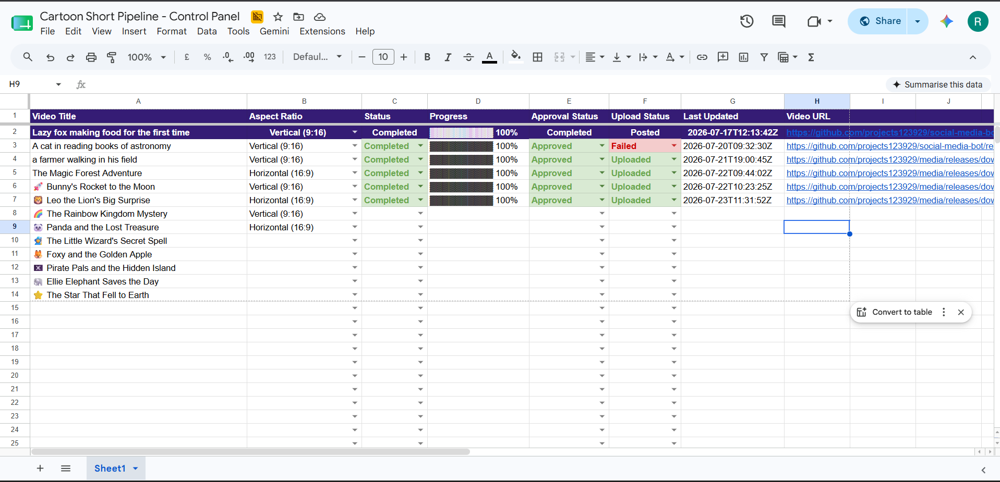 Cartoon Short Pipeline - Control Panel
File Edit View Insert Format Data Tools Gemini Extensions Help
Share
R
100% £ % .0 .00 123 Defaul... 10 B I A Σ
H9 fx
Summarise this data
A B C D E F G H I J
1 Video Title Aspect Ratio Status Progress Approval Status Upload Status Last Updated Video URL
2 Lazy fox making food for the first time Vertical (9:16) Completed 100% Completed Posted 2026-07-17T12:13:42Z https://github.com/projects123929/social-media-bo
3 A cat in reading books of astronomy Vertical (9:16) Completed 100% Approved Failed 2026-07-20T09:32:30Z https://github.com/projects123929/social-media-bot/re
4 a farmer walking in his field Vertical (9:16) Completed 100% Approved Uploaded 2026-07-21T19:00:45Z https://github.com/projects123929/media/releases/dow
5 The Magic Forest Adventure Horizontal (16:9) Completed 100% Approved Uploaded 2026-07-22T09:44:02Z https://github.com/projects123929/media/releases/dow
6 🚀 Bunny's Rocket to the Moon Vertical (9:16) Completed 100% Approved Uploaded 2026-07-22T10:23:25Z https://github.com/projects123929/media/releases/dow
7 🦁 Leo the Lion's Big Surprise Horizontal (16:9) Completed 100% Approved Uploaded 2026-07-23T11:31:52Z https://github.com/projects123929/media/releases/dow
8 🌈 The Rainbow Kingdom Mystery Vertical (9:16)
9 🐼 Panda and the Lost Treasure Horizontal (16:9)
10 🧙 The Little Wizard's Secret Spell
11 🦊 Foxy and the Golden Apple
12 🏴‍☠️ Pirate Pals and the Hidden Island
13 🐘 Ellie Elephant Saves the Day
14 ⭐ The Star That Fell to Earth
15
Convert to table
16
17
18
19
20
21
22
23
24
25
Sheet1